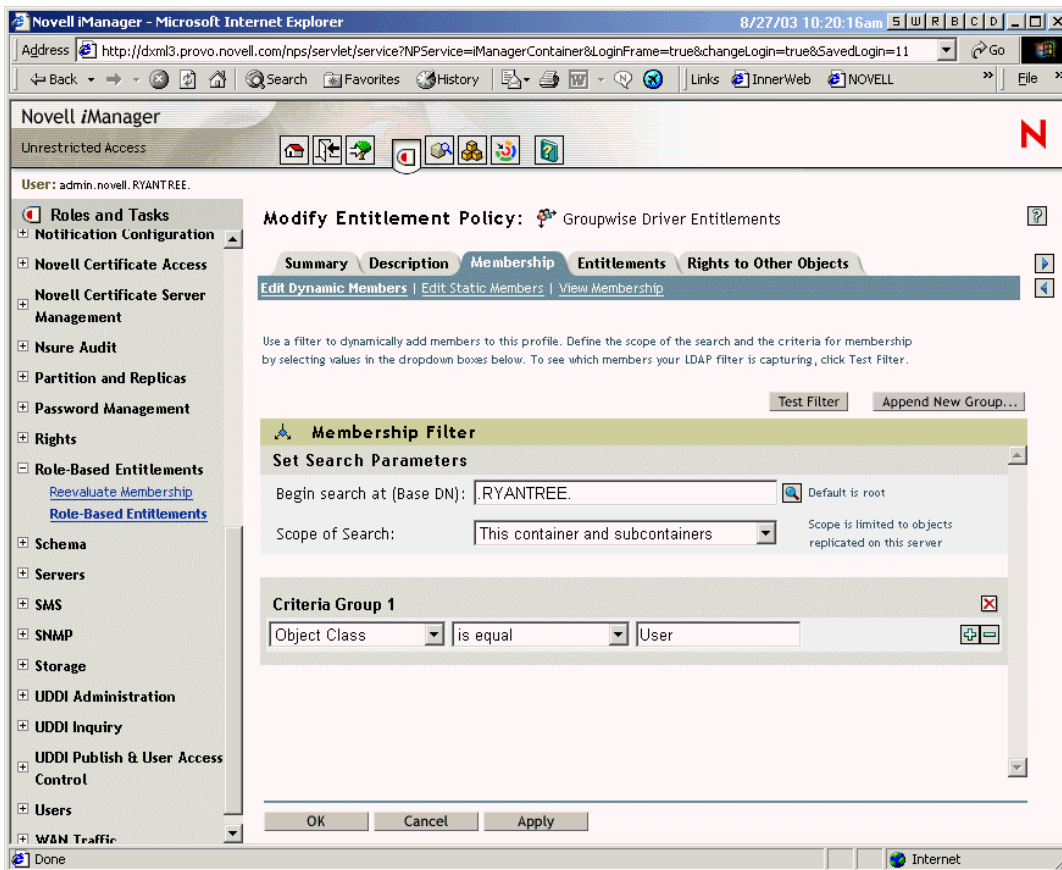 Novell iManager - Microsoft Internet Explorer
8/27/03 10:20:16am S W R B C D
Address http://dxml3.provo.novell.com/nps/servlet/service?NPService=iManagerContainer&LoginFrame=true&changeLogin=true&SavedLogin=11 Go
Back Search Favorites History Links InnerWeb NOVELL » File »
Novell iManager
Unrestricted Access
N
User: admin.novell.RYANTREE.
Roles and Tasks
Notification Configuration
Novell Certificate Access
Novell Certificate Server
Management
Nsure Audit
Partition and Replicas
Password Management
Rights
Role-Based Entitlements
Reevaluate Membership
Role-Based Entitlements
Schema
Servers
SMS
SNMP
Storage
UDDI Administration
UDDI Inquiry
UDDI Publish & User Access
Control
Users
WAN Traffic
Modify Entitlement Policy: Groupwise Driver Entitlements
?
Summary Description Membership Entitlements Rights to Other Objects
Edit Dynamic Members | Edit Static Members | View Membership
Use a filter to dynamically add members to this profile. Define the scope of the search and the criteria for membership
by selecting values in the dropdown boxes below. To see which members your LDAP filter is capturing, click Test Filter.
Test Filter Append New Group...
Membership Filter
Set Search Parameters
Begin search at (Base DN): .RYANTREE. Default is root
Scope of Search: This container and subcontainers
Scope is limited to objects
replicated on this server
Criteria Group 1
Object Class is equal User
OK Cancel Apply
Done Internet